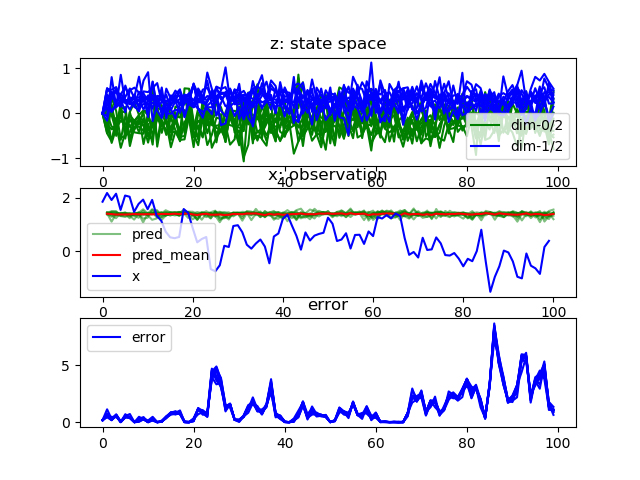 z: state space
1
0
−1
dim-0/2
dim-1/2
0 20 40 60 80 100
x: observation
2
0
pred
pred_mean
x
0 20 40 60 80 100
error
5
0
error
0 20 40 60 80 100